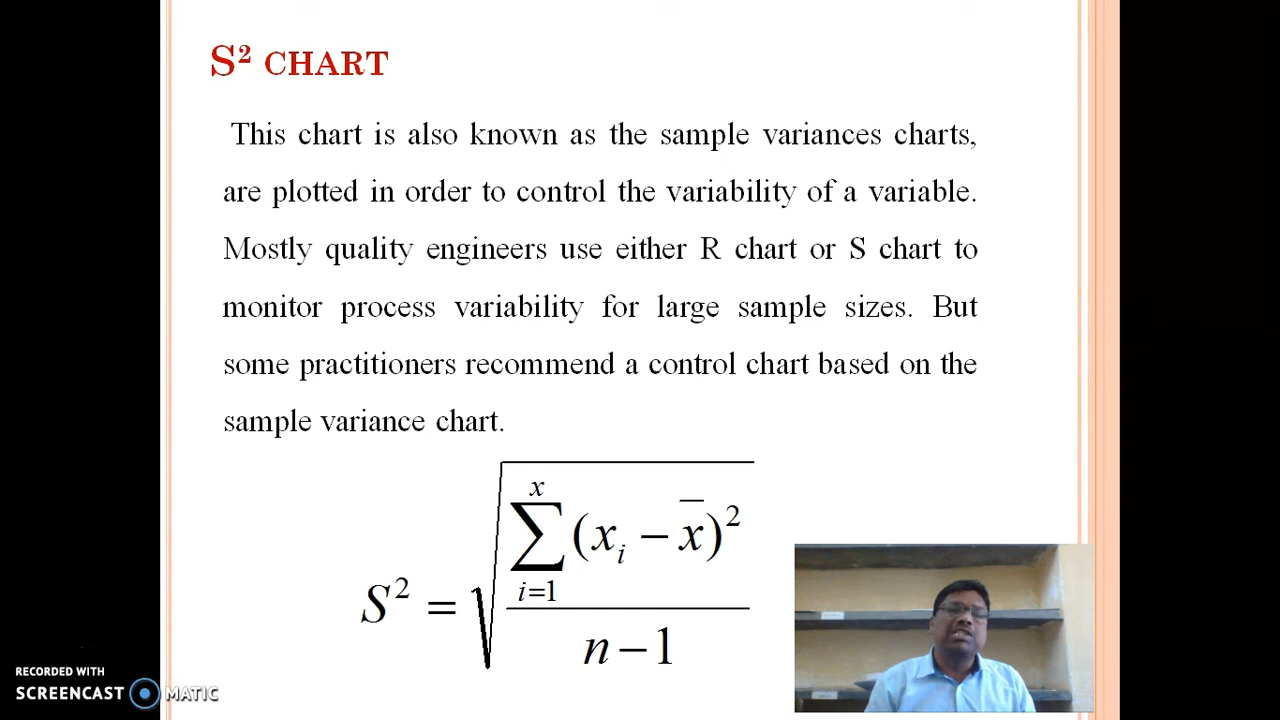 S² CHART
This chart is also known as the sample variances charts,
are plotted in order to control the variability of a variable.
Mostly quality engineers use either R chart or S chart to
monitor process variability for large sample sizes. But
some practitioners recommend a control chart based on the
sample variance chart.
S² = √( ∑_{i=1}^{x} (xᵢ − x̄)² / (n − 1) )
RECORDED WITH
SCREENCAST MATIC